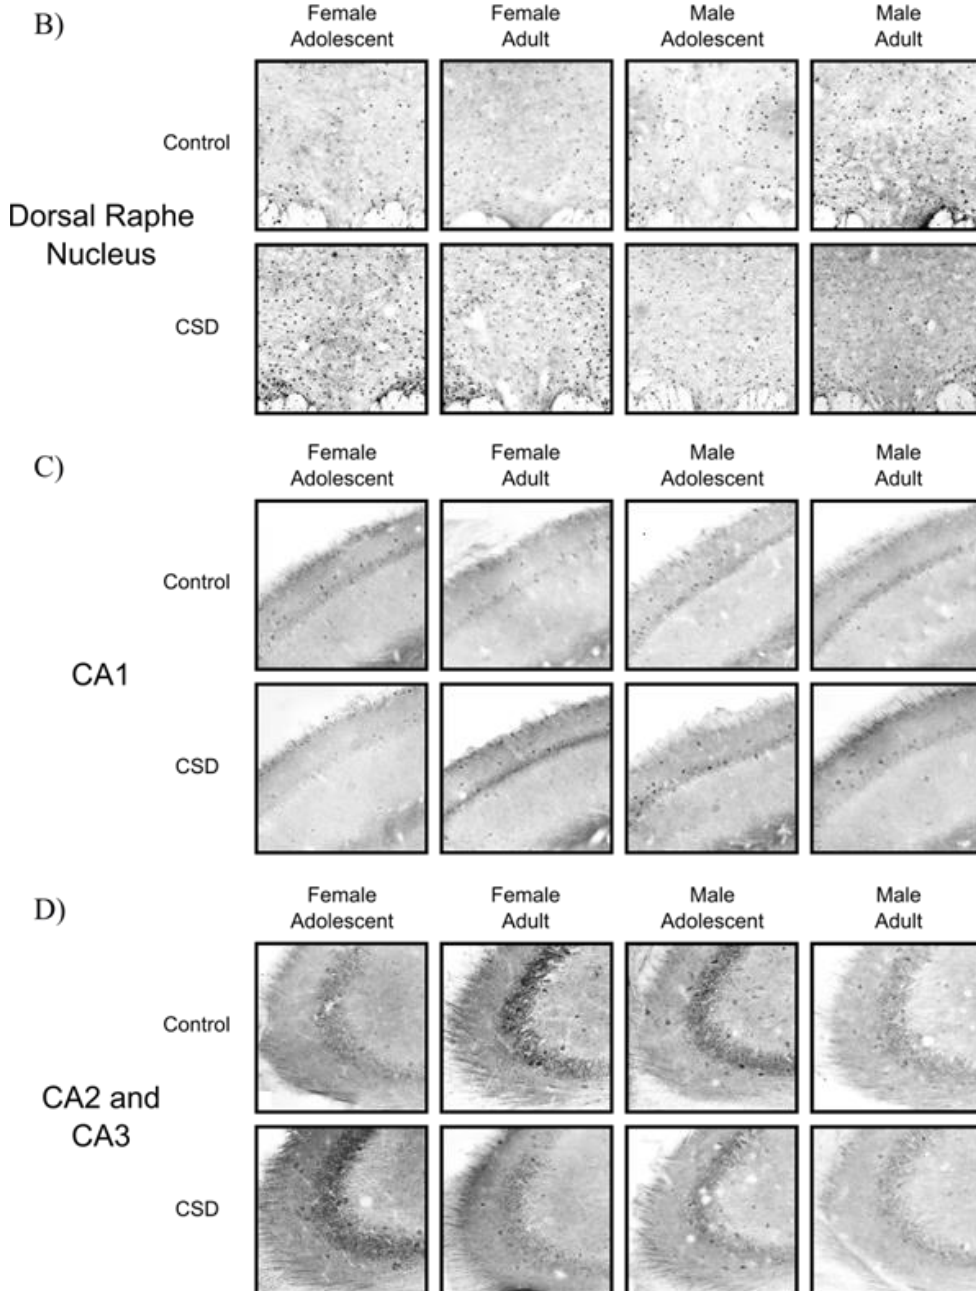 B)
Female
Adolescent
Female
Adult
Male
Adolescent
Male
Adult
Control
Dorsal Raphe
Nucleus
CSD
C)
Female
Adolescent
Female
Adult
Male
Adolescent
Male
Adult
Control
CA1
CSD
D)
Female
Adolescent
Female
Adult
Male
Adolescent
Male
Adult
Control
CA2 and
CA3
CSD